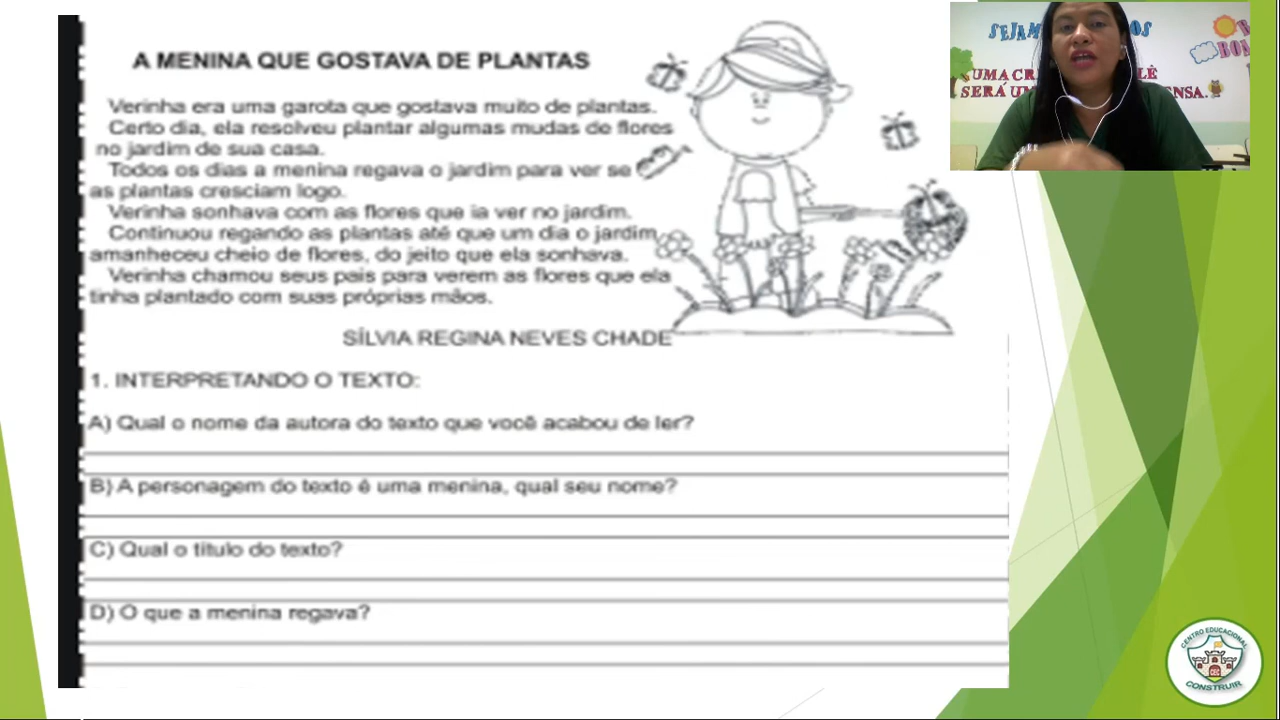 A MENINA QUE GOSTAVA DE PLANTAS
Verinha era uma garota que gostava muito de plantas.
Certo dia, ela resolveu plantar algumas mudas de flores
no jardim de sua casa.
Todos os dias a menina regava o jardim para ver se
as plantas cresciam logo.
Verinha sonhava com as flores que ia ver no jardim.
Continuou regando as plantas até que um dia o jardim
amanheceu cheio de flores, do jeito que ela sonhava.
Verinha chamou seus pais para verem as flores que ela
tinha plantado com suas próprias mãos.
SÍLVIA REGINA NEVES CHADE
1. INTERPRETANDO O TEXTO:
A) Qual o nome da autora do texto que você acabou de ler?
B) A personagem do texto é uma menina, qual seu nome?
C) Qual o título do texto?
D) O que a menina regava?
SEJAM
UMA CR
SERÁ UM
CENTRO EDUCACIONAL
CEC
CONSTRUIR